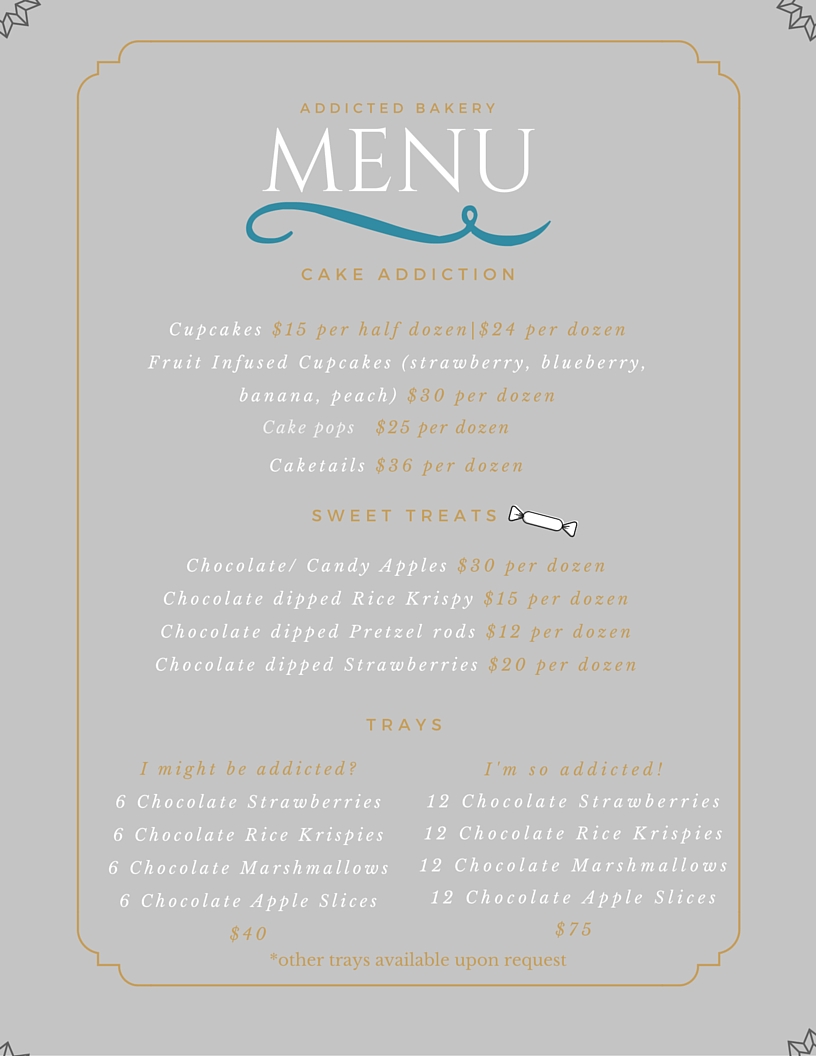 ADDICTED BAKERY
MENU
CAKE ADDICTION
Cupcakes $15 per half dozen|$24 per dozen
Fruit Infused Cupcakes (strawberry, blueberry,
banana, peach) $30 per dozen
Cake pops $25 per dozen
Caketails $36 per dozen
SWEET TREATS
Chocolate/ Candy Apples $30 per dozen
Chocolate dipped Rice Krispy $15 per dozen
Chocolate dipped Pretzel rods $12 per dozen
Chocolate dipped Strawberries $20 per dozen
TRAYS
I might be addicted?
6 Chocolate Strawberries
6 Chocolate Rice Krispies
6 Chocolate Marshmallows
6 Chocolate Apple Slices
$40
I'm so addicted!
12 Chocolate Strawberries
12 Chocolate Rice Krispies
12 Chocolate Marshmallows
12 Chocolate Apple Slices
$75
*other trays available upon request